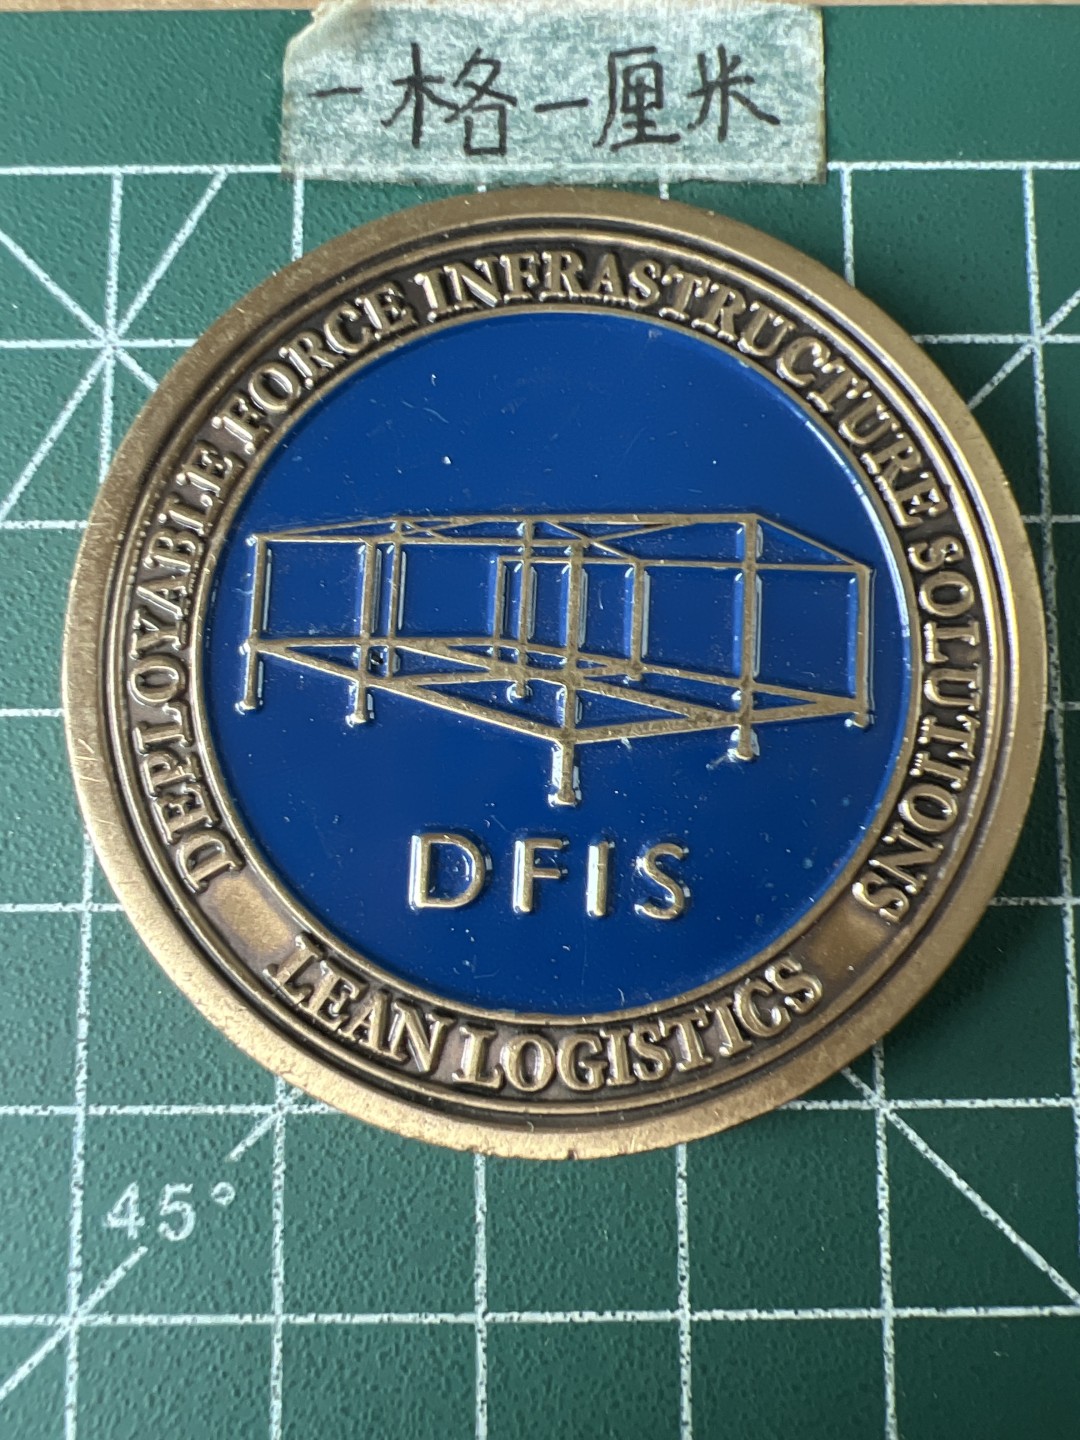 一格一厘米
DEPLOYABLE FORCE INFRASTRUCTURE SOLUTIONS
DFIS
LEAN LOGISTICS
45°